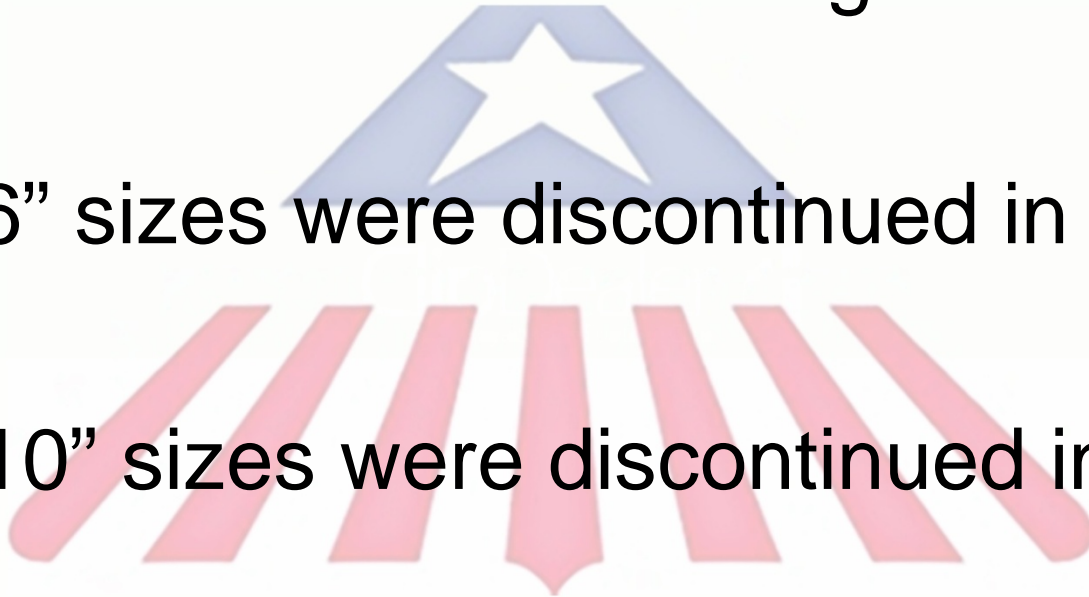 g
6” sizes were discontinued in
10” sizes were discontinued in